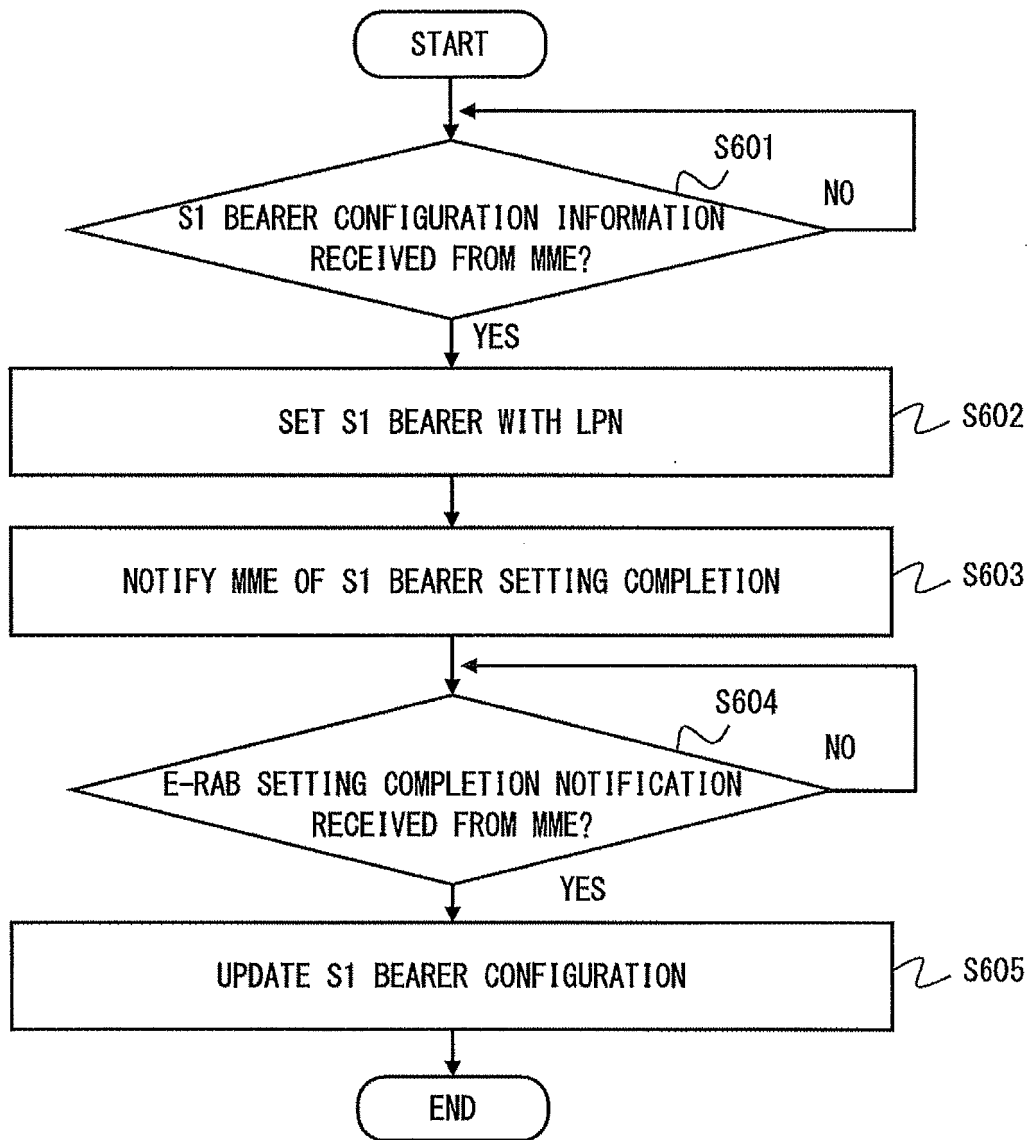 START
S601
NO
S1 BEARER CONFIGURATION INFORMATION
RECEIVED FROM MME?
YES
SET S1 BEARER WITH LPN
S602
NOTIFY MME OF S1 BEARER SETTING COMPLETION
S603
S604
NO
E-RAB SETTING COMPLETION NOTIFICATION
RECEIVED FROM MME?
YES
UPDATE S1 BEARER CONFIGURATION
S605
END